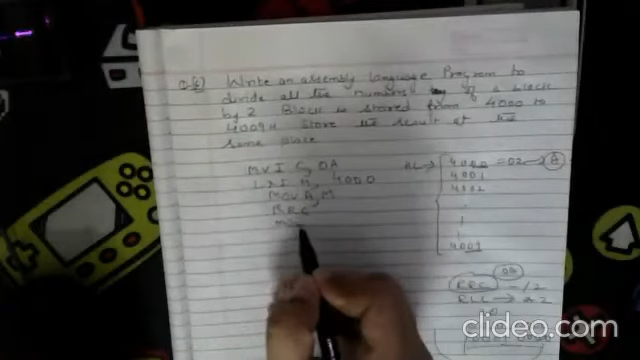 Q.6) Write an assembly language Program to
divide all the numbers of a block
by 2 Block is stored from 4000 to
4009H Store the result at the
same place
MVI C, 0A
LXI H, 4000
MOV A, M
RRC
HL → 4000 = 02 → A
4001
4002
4009
RRC → /2
RLC → x 2
clideo.com